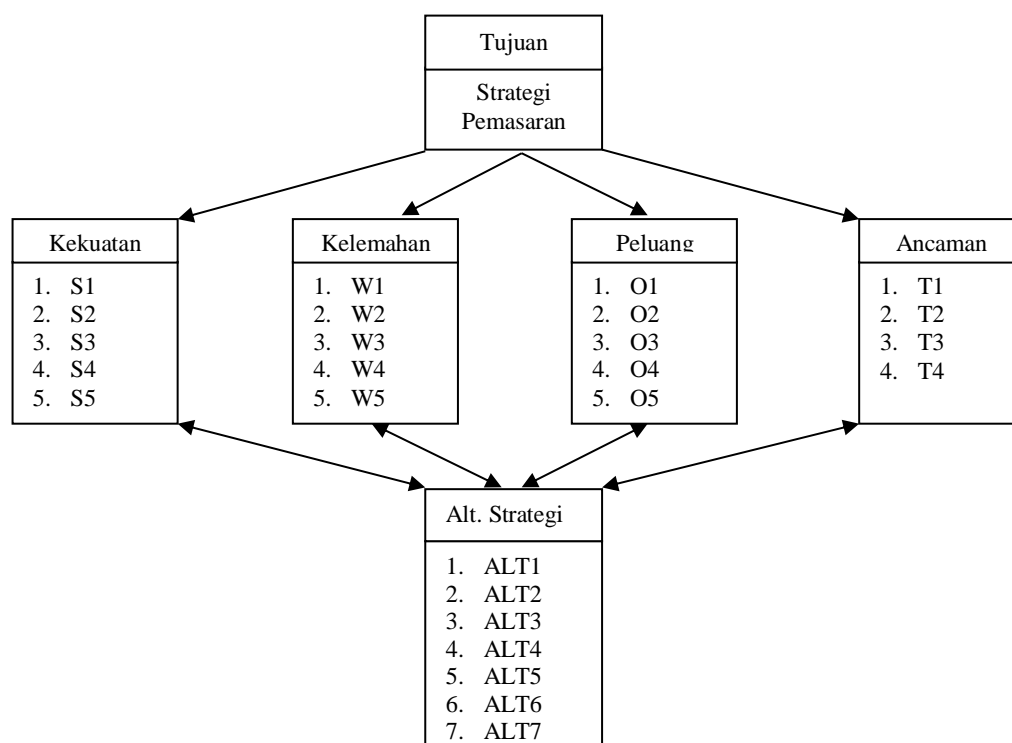 Tujuan
Strategi
Pemasaran
Kekuatan
1. S1
2. S2
3. S3
4. S4
5. S5
Kelemahan
1. W1
2. W2
3. W3
4. W4
5. W5
Peluang
1. O1
2. O2
3. O3
4. O4
5. O5
Ancaman
1. T1
2. T2
3. T3
4. T4
Alt. Strategi
1. ALT1
2. ALT2
3. ALT3
4. ALT4
5. ALT5
6. ALT6
7. ALT7